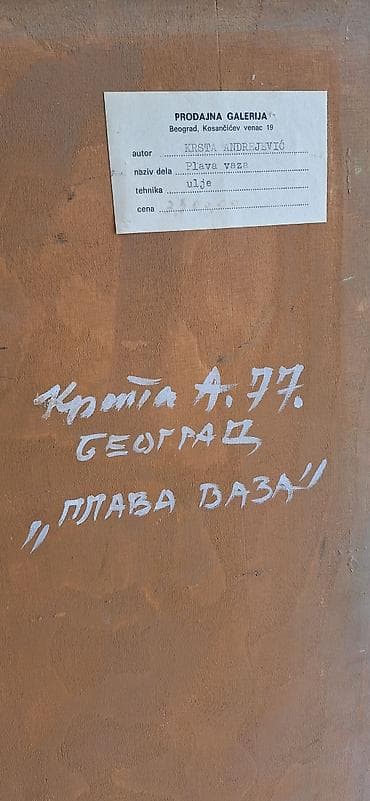 PRODAJNA GALERIJA
Beograd, Kosančićev venac 19
autor KRSTA ANDREJEVIĆ
naziv dela Plava vaza
tehnika ulje
cena
Крста А. 77.
БЕОГРАД
„ПЛАВА ВАЗА"